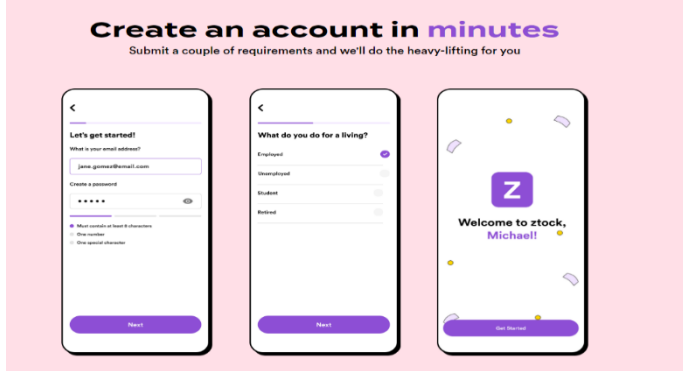 Create an account in minutes
Submit a couple of requirements and we'll do the heavy-lifting for you
Let's get started!
What is your email address?
jane.gomez@email.com
Create a password
Must contain at least 8 characters
One number
One special character
Next
What do you do for a living?
Employed
Unemployed
Student
Retired
Next
Z
Welcome to ztock,
Michael!
Get Started